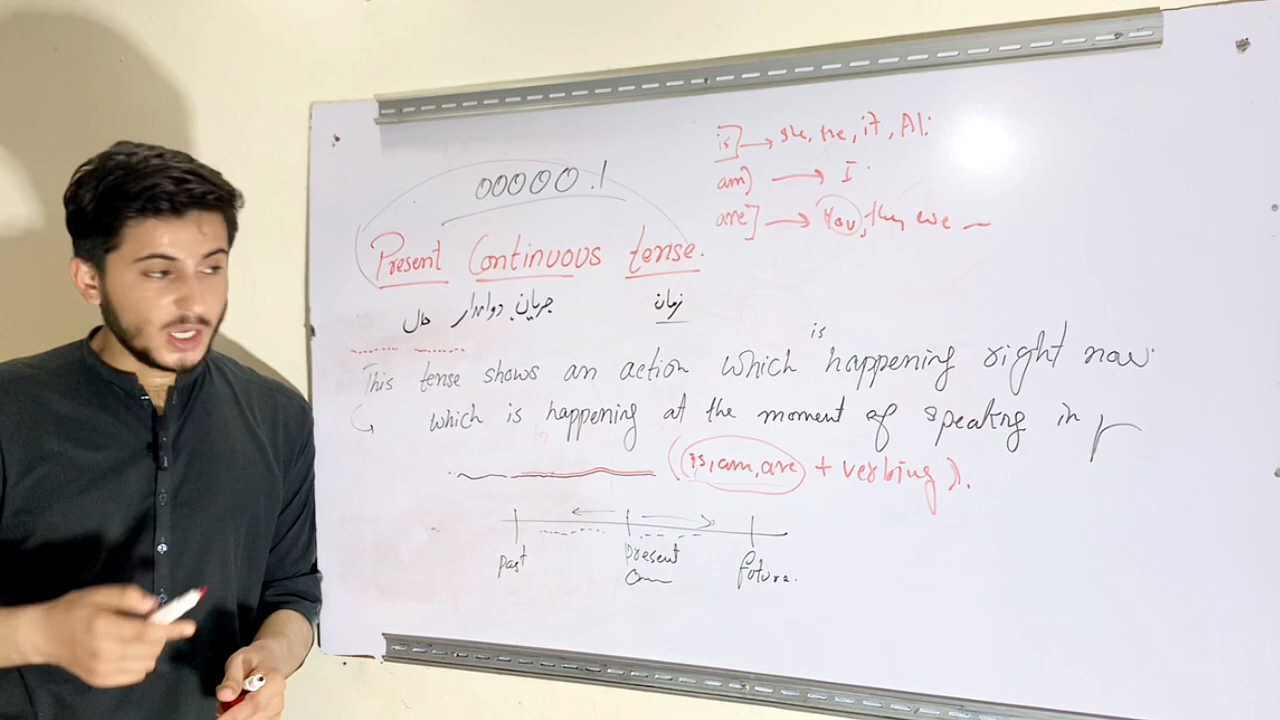 is] → she, he, it, Ali
am) → I
are] → You, they we –
00000.1
Present Continuous tense.
حال جریان دوامدار زمان
is
This tense shows an action which happening right now.
which is happening at the moment of speaking in
(is, am, are + verbing).
past present future.